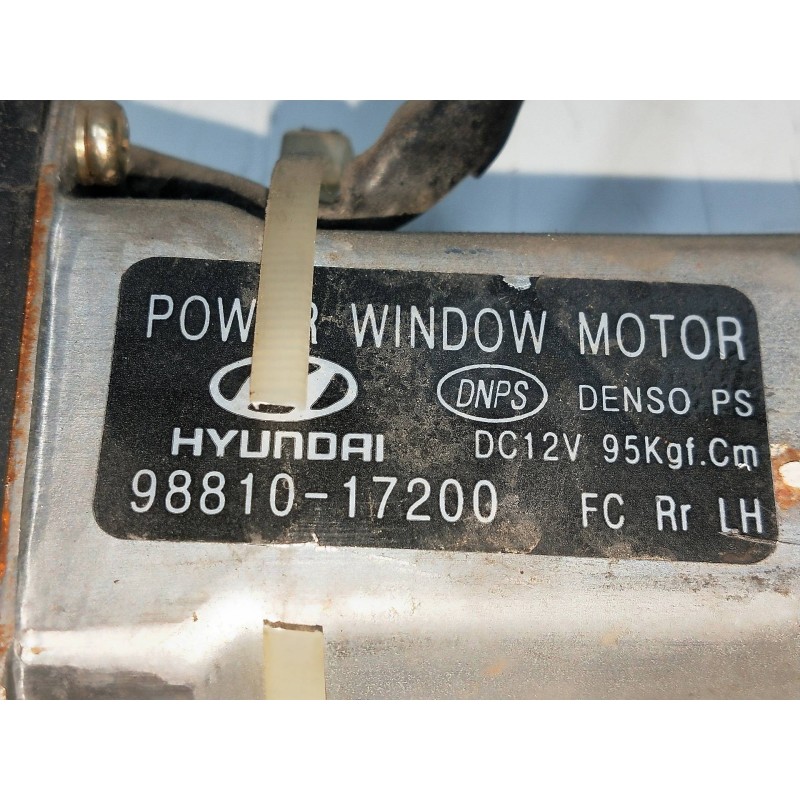 POWER WINDOW MOTOR
HYUNDAI DNPS DENSO PS
DC12V 95Kgf.Cm
98810-17200 FC Rr LH